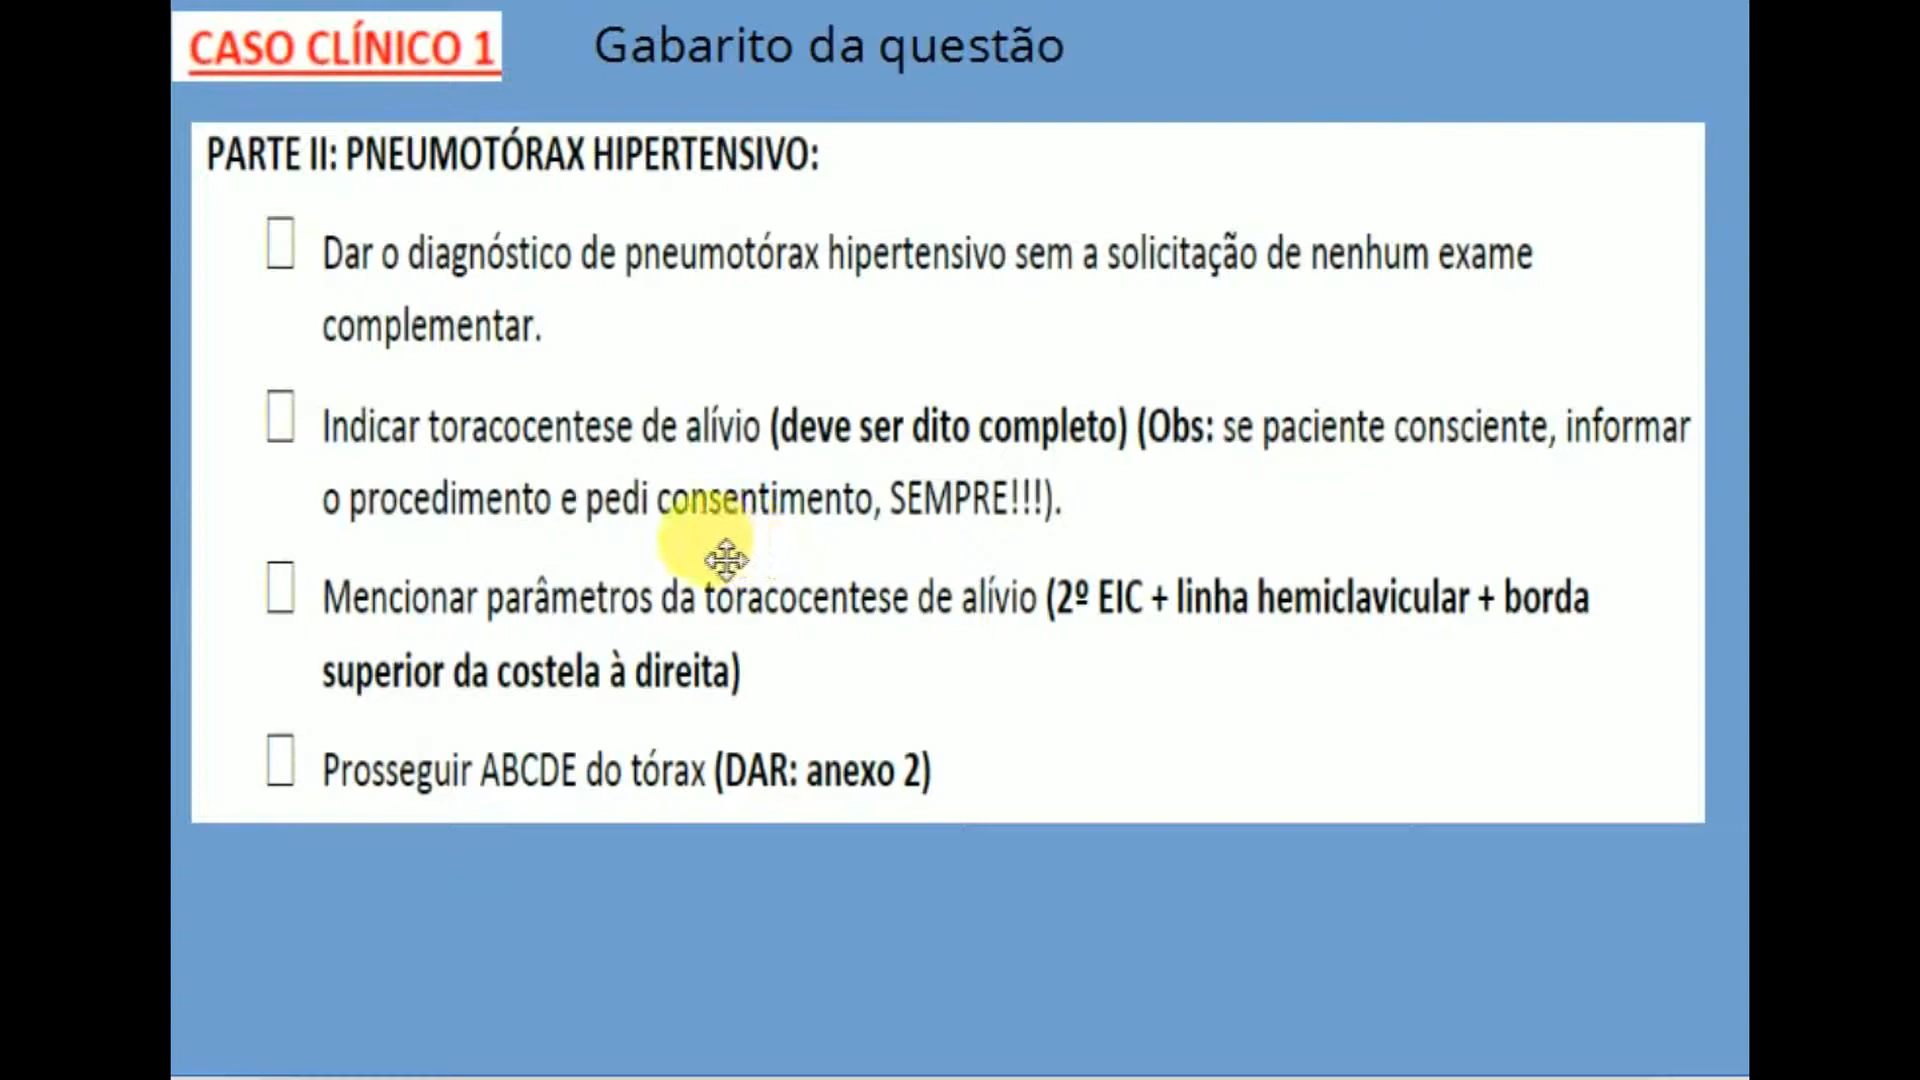 CASO CLÍNICO 1
Gabarito da questão
PARTE II: PNEUMOTÓRAX HIPERTENSIVO:
Dar o diagnóstico de pneumotórax hipertensivo sem a solicitação de nenhum exame
complementar.
Indicar toracocentese de alívio (deve ser dito completo) (Obs: se paciente consciente, informar
o procedimento e pedi consentimento, SEMPRE!!!).
Mencionar parâmetros da toracocentese de alívio (2º EIC + linha hemiclavicular + borda
superior da costela à direita)
Prosseguir ABCDE do tórax (DAR: anexo 2)